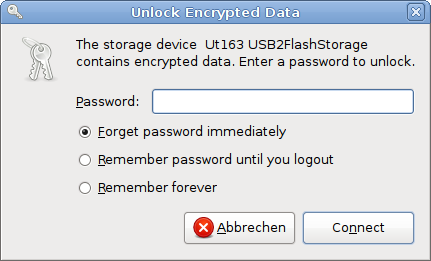 Unlock Encrypted Data
The storage device  Ut163 USB2FlashStorage
contains encrypted data. Enter a password to unlock.
Password:
Forget password immediately
Remember password until you logout
Remember forever
Abbrechen
Connect